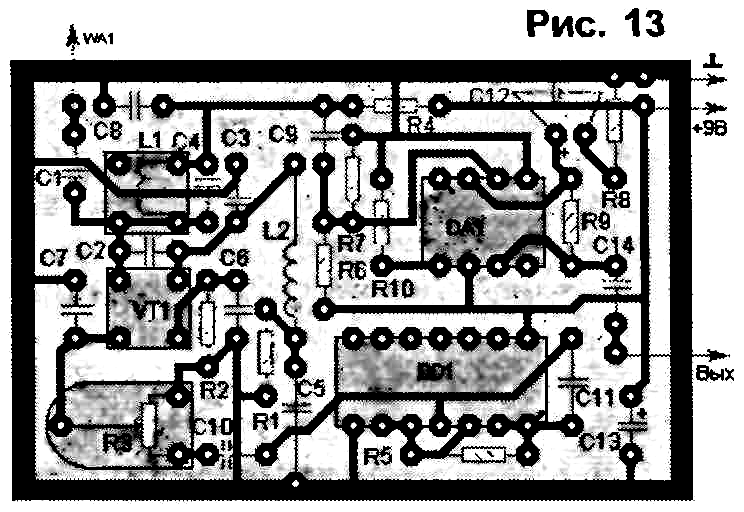 Рис. 13
WA1
⊥
+9В
C8
L1
C4
C3
C9
R4
C12
C1
R8
C7
C2
C6
L2
R7
R6
R10
DA1
R9
C14
VT1
R2
R1
C5
DD1
Вых
C11
R3
C10
R5
C13
+
+